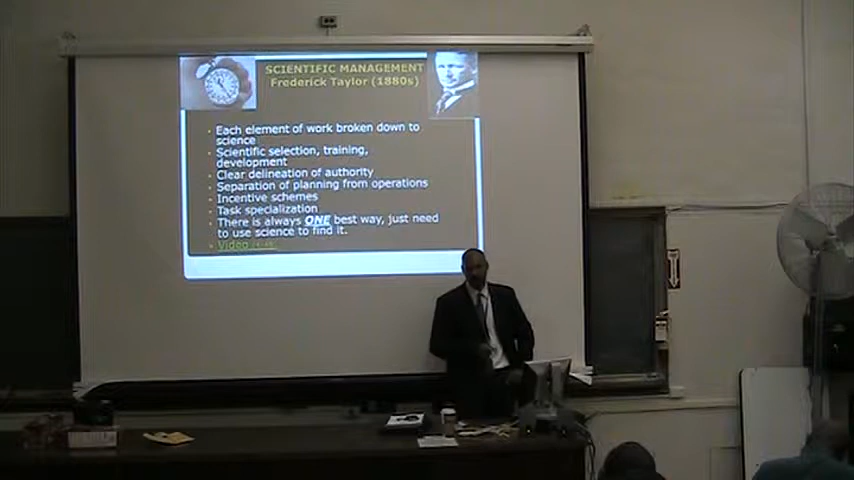 SCIENTIFIC MANAGEMENT
Frederick Taylor (1880s)
Each element of work broken down to
science
Scientific selection, training,
development
Clear delineation of authority
Separation of planning from operations
Incentive schemes
Task specialization
There is always ONE best way, just need
to use science to find it.
Video